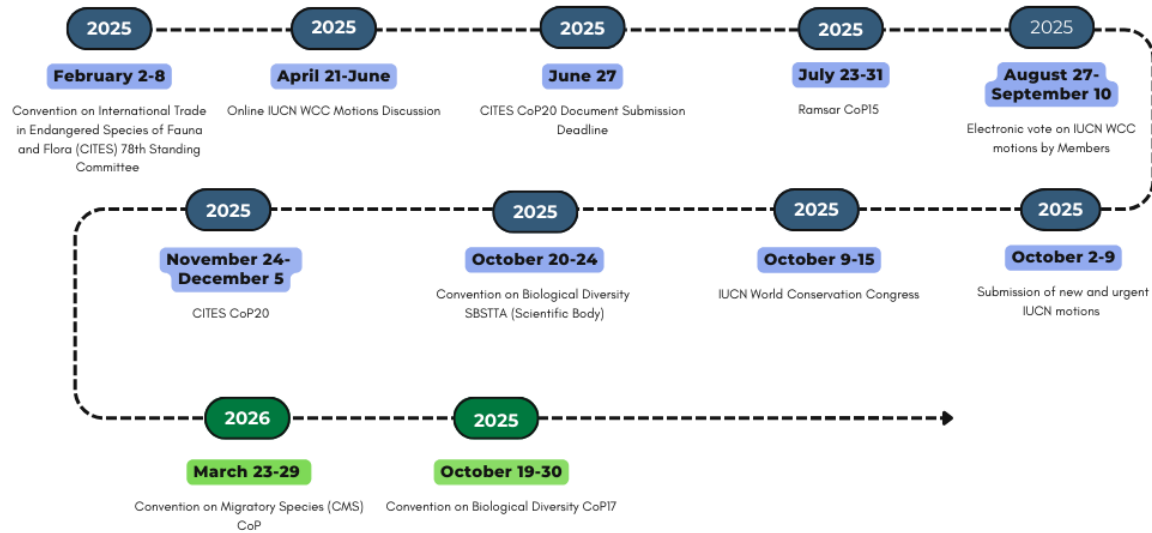 2025
February 2-8
Convention on International Trade
in Endangered Species of Fauna
and Flora (CITES) 78th Standing
Committee
2025
April 21-June
Online IUCN WCC Motions Discussion
2025
June 27
CITES CoP20 Document Submission
Deadline
2025
July 23-31
Ramsar CoP15
2025
August 27-
September 10
Electronic vote on IUCN WCC
motions by Members
2025
October 2-9
Submission of new and urgent
IUCN motions
2025
October 9-15
IUCN World Conservation Congress
2025
October 20-24
Convention on Biological Diversity
SBSTTA (Scientific Body)
2025
November 24-
December 5
CITES CoP20
2026
March 23-29
Convention on Migratory Species (CMS)
CoP
2025
October 19-30
Convention on Biological Diversity CoP17